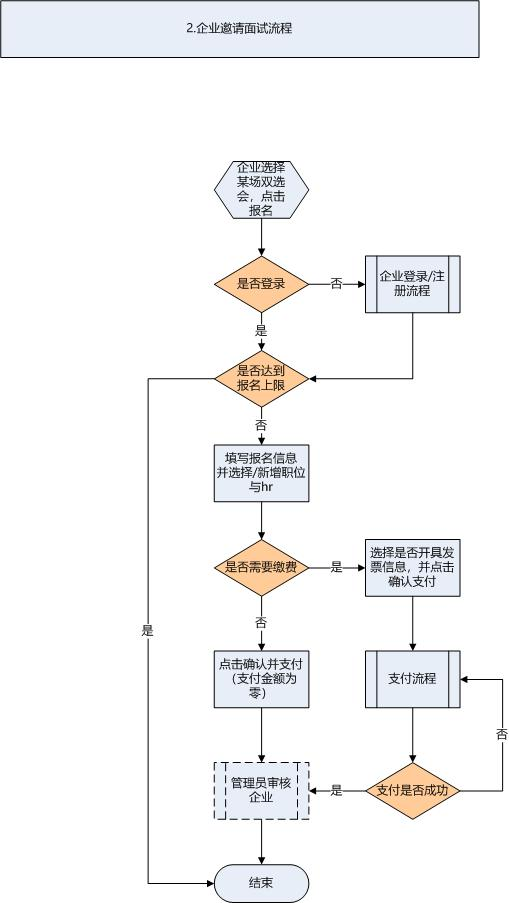 2.企业邀请面试流程
企业选择
某场双选
会，点击
报名
是否登录
否
企业登录/注
册流程
是
是否达到
报名上限
否
填写报名信息
并选择/新增职位
与hr
是否需要缴费
是
选择是否开具发
票信息，并点击
确认支付
否
是
点击确认并支付
（支付金额为
零）
支付流程
否
管理员审核
企业
是
支付是否成功
结束